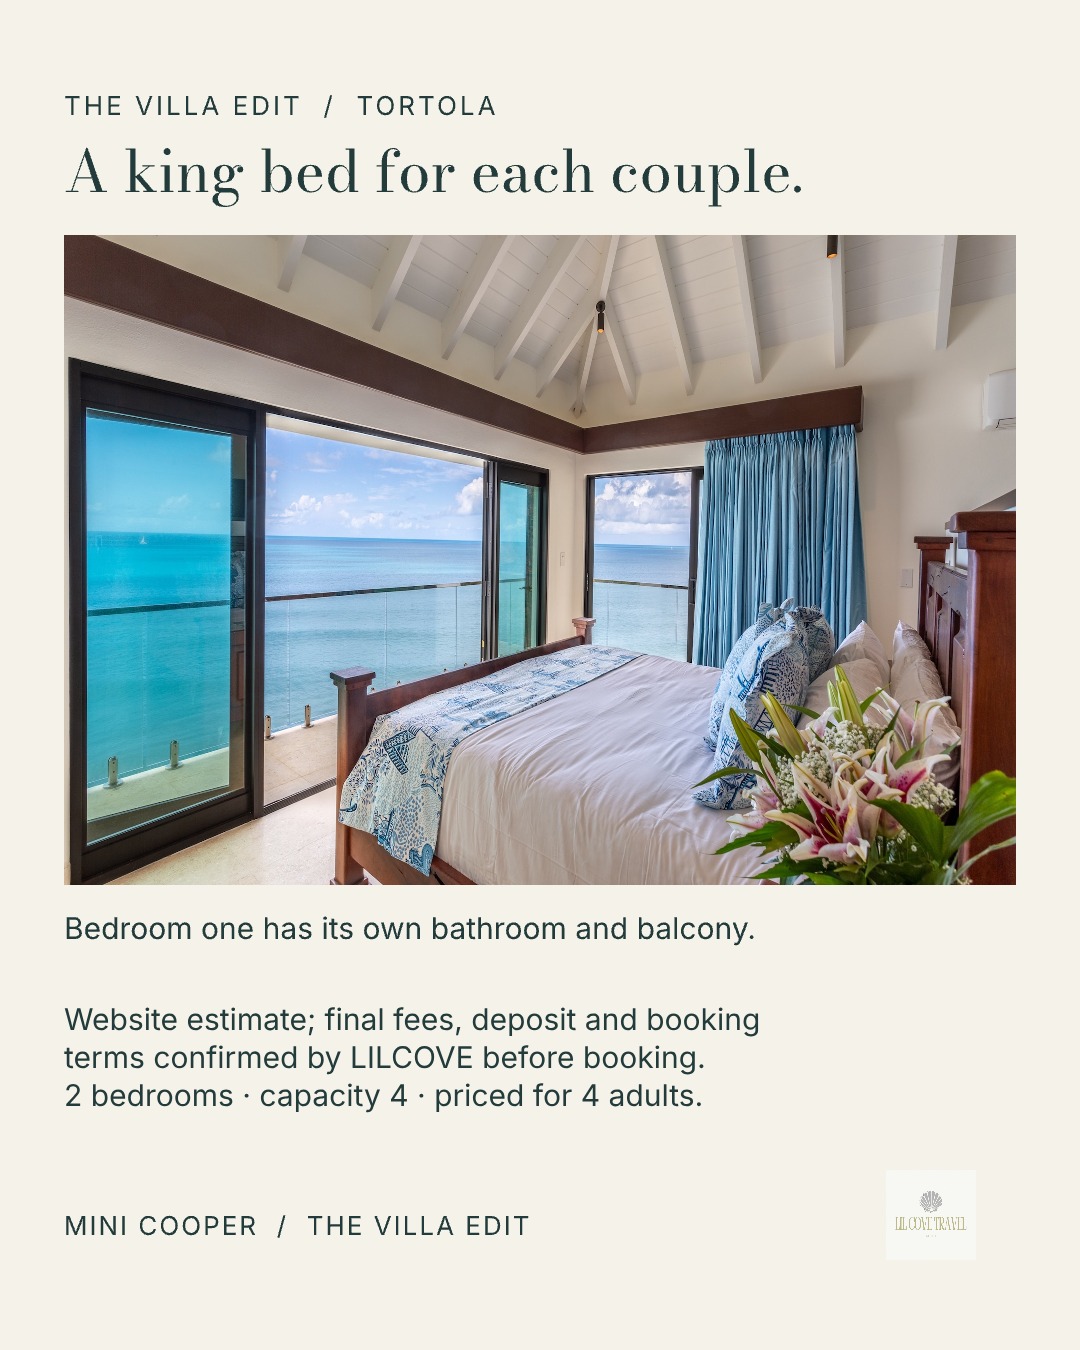 THE VILLA EDIT / TORTOLA
A king bed for each couple.
Bedroom one has its own bathroom and balcony.
Website estimate; final fees, deposit and booking
terms confirmed by LILCOVE before booking.
2 bedrooms · capacity 4 · priced for 4 adults.
MINI COOPER / THE VILLA EDIT
LIL COVE TRAVEL